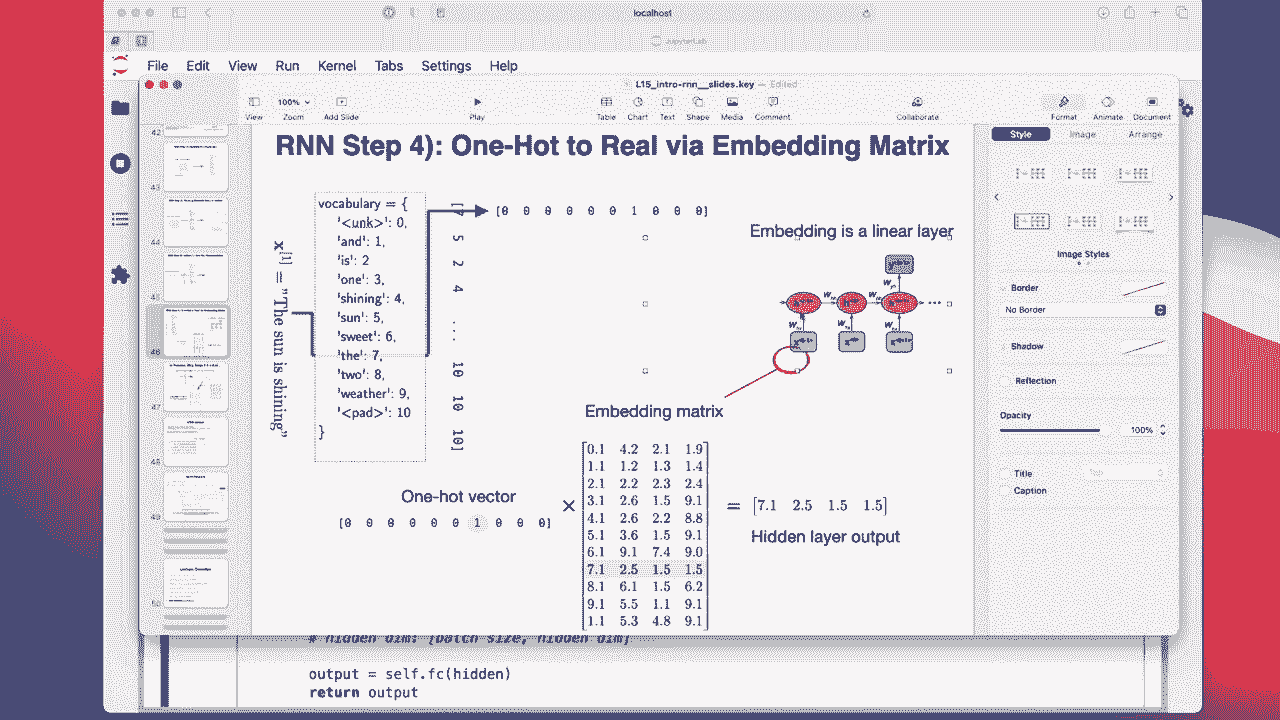 localhost
JupyterLab
File Edit View Run Kernel Tabs Settings Help
L15_intro-rnn__slides.key — Edited
100%
View Zoom Add Slide Play Table Chart Text Shape Media Comment Collaborate Format Animate Document
RNN Step 4): One-Hot to Real via Embedding Matrix
Style Image Arrange
42
43
44
45
46
47
48
49
50
x[1] = "The sun is shining"
vocabulary = {
'<unk>': 0,
'and': 1,
'is': 2
'one': 3,
'shining': 4,
'sun': 5,
'sweet': 6,
'the': 7,
'two': 8,
'weather': 9,
'<pad>': 10
}
[7 5 2 4 ... 10 10 10]
[0 0 0 0 0 0 1 0 0 0]
Embedding is a linear layer
Embedding matrix
One-hot vector
[0 0 0 0 0 0 1 0 0 0]
×
0.1 4.2 2.1 1.9
1.1 1.2 1.3 1.4
2.1 2.2 2.3 2.4
3.1 2.6 1.5 9.1
4.1 2.6 2.2 8.8
5.1 3.6 1.5 9.1
6.1 9.1 7.4 9.0
7.1 2.5 1.5 1.5
8.1 6.1 1.5 6.2
9.1 5.5 1.1 9.1
1.1 5.3 4.8 9.1
= [7.1 2.5 1.5 1.5]
Hidden layer output
Image Styles
Border
No Border
Shadow
Reflection
Opacity
100%
Title
Top
Caption
# hidden dim: [batch size, hidden dim]
output = self.fc(hidden)
return output